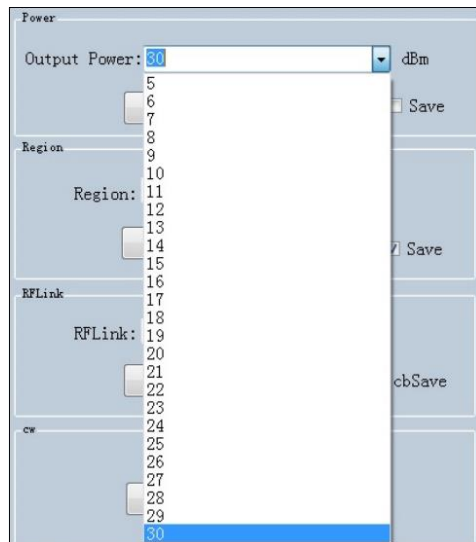 Power
Output Power: 30 dBm
5
6 Save
7
8
9
Region
10
Region: 11
12
13
14 Save
15
16
RFLink
17
18
RFLink: 19
20
21 cbSave
22
23
24
cw
25
26
27
28
29
30